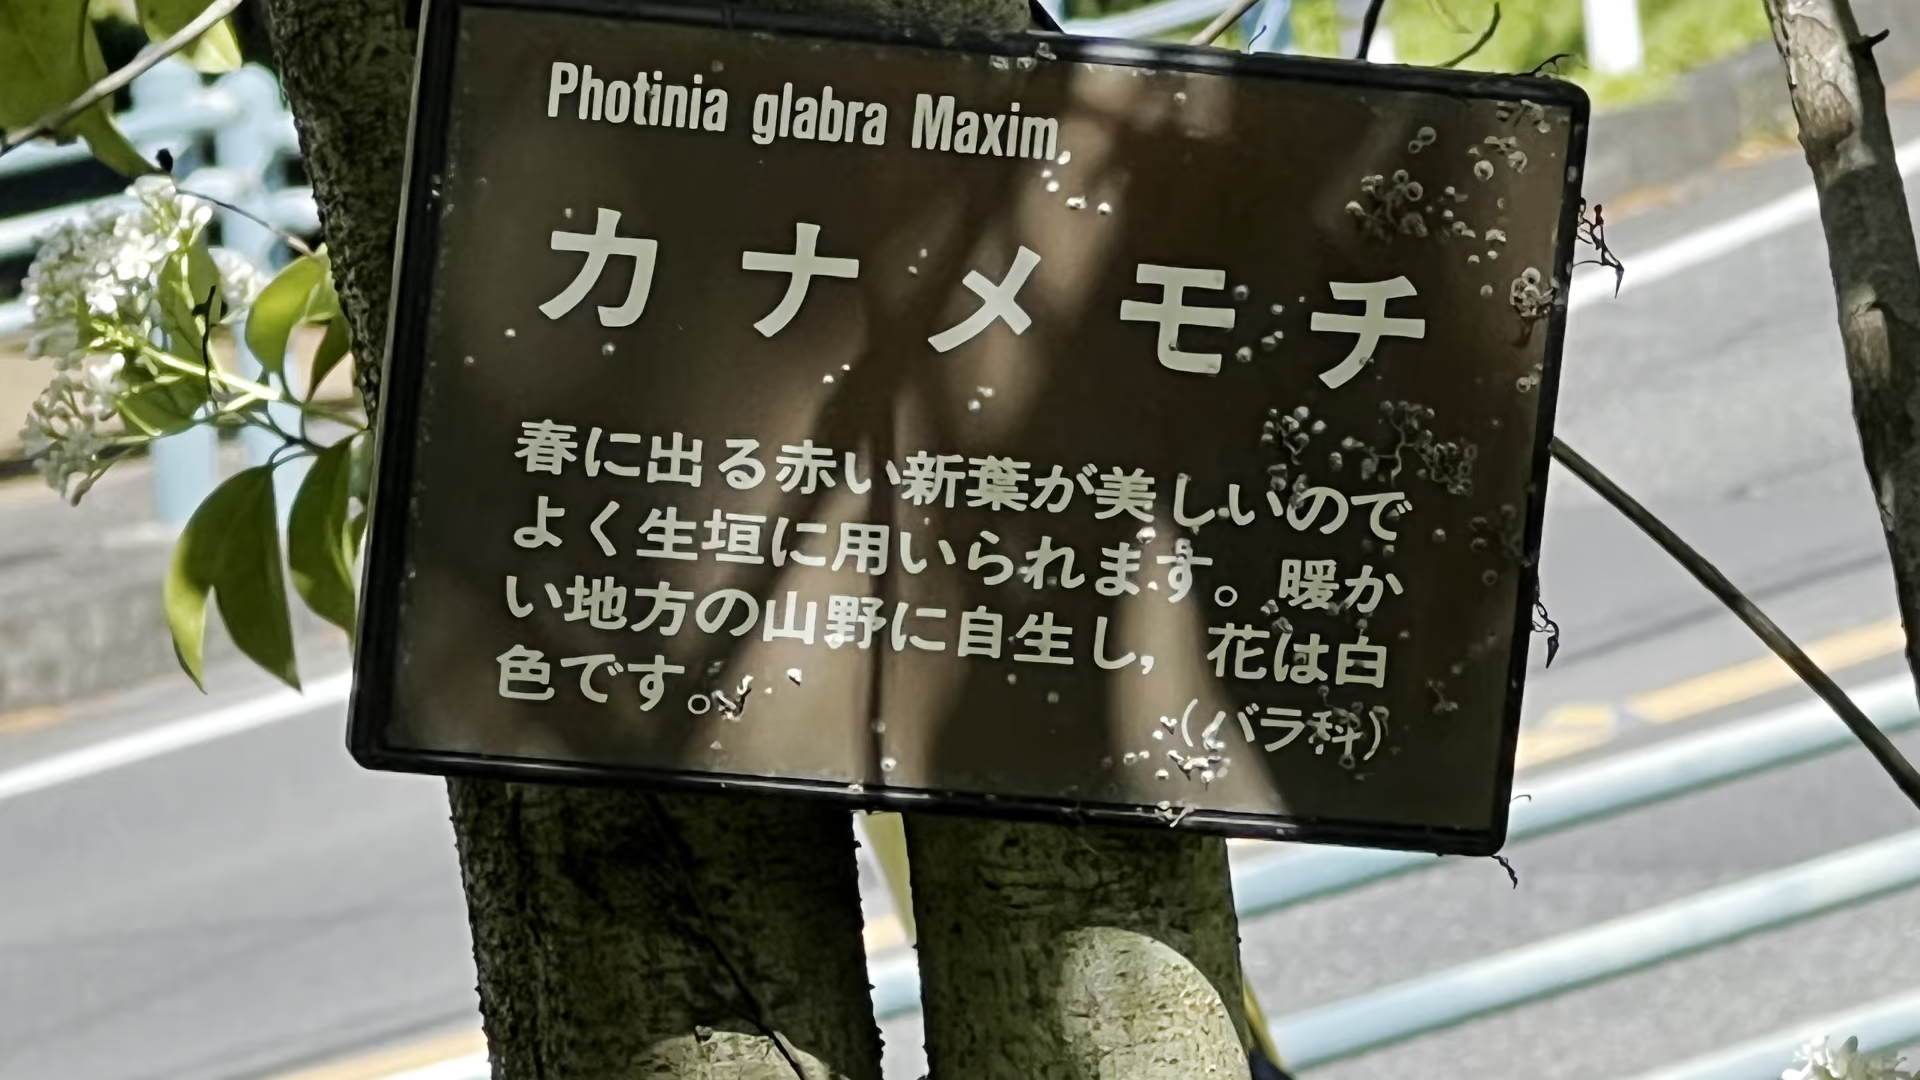 Photinia glabra Maxim.
カナメモチ
春に出る赤い新葉が美しいので
よく生垣に用いられます。暖か
い地方の山野に自生し，花は白
色です。
（バラ科）